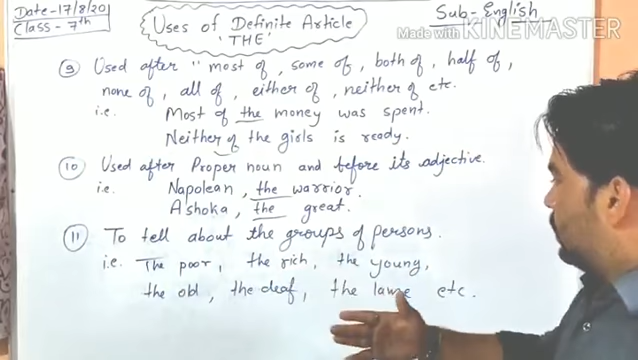 Date-17/8/20
Class - 7th
Uses of Definite Article
'THE'
Sub- English
Made with KINEMASTER
9 Used after " most of, some of, both of, half of,
none of, all of, either of, neither of etc.
i.e. Most of the money was spent.
Neither of the girls is ready.
10 Used after Proper noun and before its adjective.
i.e. Napolean, the warrior.
Ashoka, the great.
11 To tell about the groups of persons.
i.e. The poor, the rich, the young,
the old, the deaf, the lame etc.